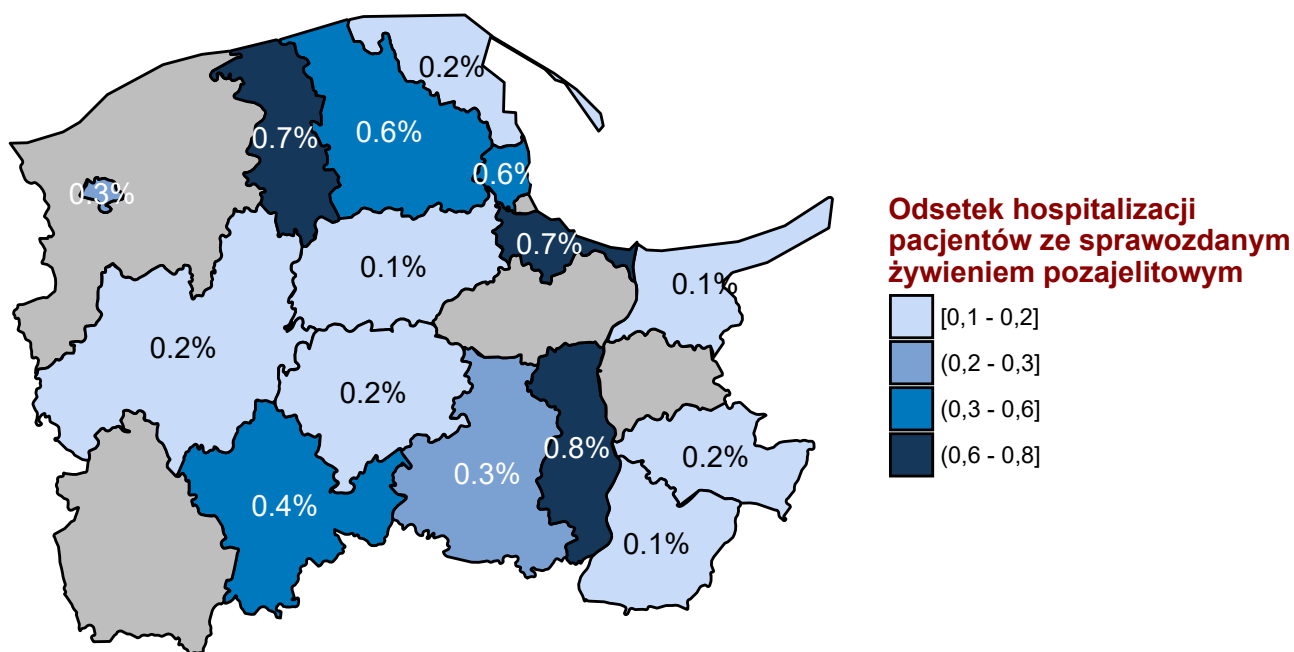 0.2%
0.7%
0.6%
0.3%
0.6%
0.7%
0.1%
0.1%
0.2%
0.2%
0.8%
0.3%
0.2%
0.4%
0.1%
Odsetek hospitalizacji
pacjentów ze sprawozdanym
żywieniem pozajelitowym
[0,1 - 0,2]
(0,2 - 0,3]
(0,3 - 0,6]
(0,6 - 0,8]